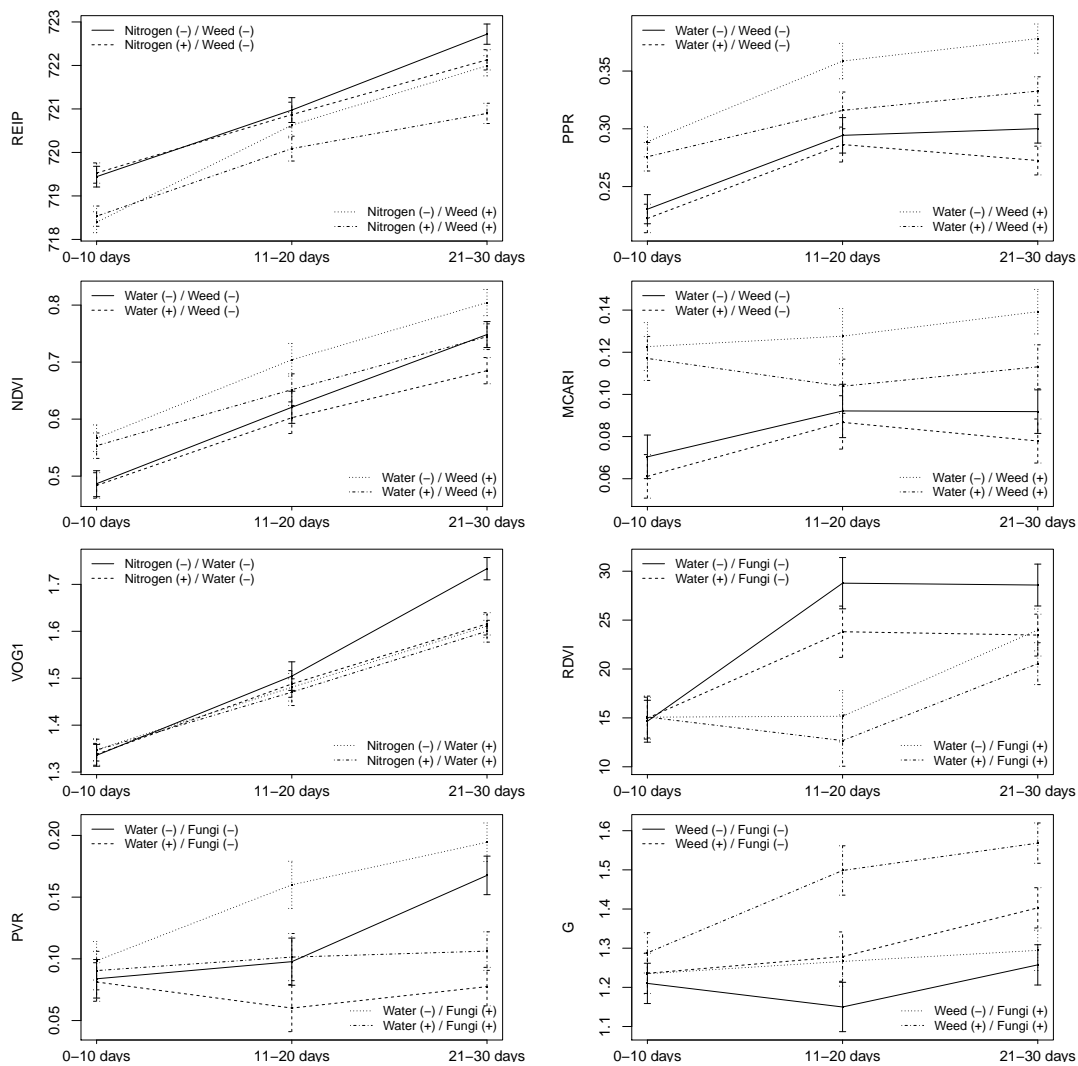 REIP
718 719 720 721 722 723
Nitrogen (−) / Weed (−)
Nitrogen (+) / Weed (−)
Nitrogen (−) / Weed (+)
Nitrogen (+) / Weed (+)
0−10 days 11−20 days 21−30 days
PPR
0.25 0.30 0.35
Water (−) / Weed (−)
Water (+) / Weed (−)
Water (−) / Weed (+)
Water (+) / Weed (+)
0−10 days 11−20 days 21−30 days
NDVI
0.5 0.6 0.7 0.8
Water (−) / Weed (−)
Water (+) / Weed (−)
Water (−) / Weed (+)
Water (+) / Weed (+)
0−10 days 11−20 days 21−30 days
MCARI
0.06 0.08 0.10 0.12 0.14
Water (−) / Weed (−)
Water (+) / Weed (−)
Water (−) / Weed (+)
Water (+) / Weed (+)
0−10 days 11−20 days 21−30 days
VOG1
1.3 1.4 1.5 1.6 1.7
Nitrogen (−) / Water (−)
Nitrogen (+) / Water (−)
Nitrogen (−) / Water (+)
Nitrogen (+) / Water (+)
0−10 days 11−20 days 21−30 days
RDVI
10 15 20 25 30
Water (−) / Fungi (−)
Water (+) / Fungi (−)
Water (−) / Fungi (+)
Water (+) / Fungi (+)
0−10 days 11−20 days 21−30 days
PVR
0.05 0.10 0.15 0.20
Water (−) / Fungi (−)
Water (+) / Fungi (−)
Water (−) / Fungi (+)
Water (+) / Fungi (+)
0−10 days 11−20 days 21−30 days
G
1.1 1.2 1.3 1.4 1.5 1.6
Weed (−) / Fungi (−)
Weed (+) / Fungi (−)
Weed (−) / Fungi (+)
Weed (+) / Fungi (+)
0−10 days 11−20 days 21−30 days